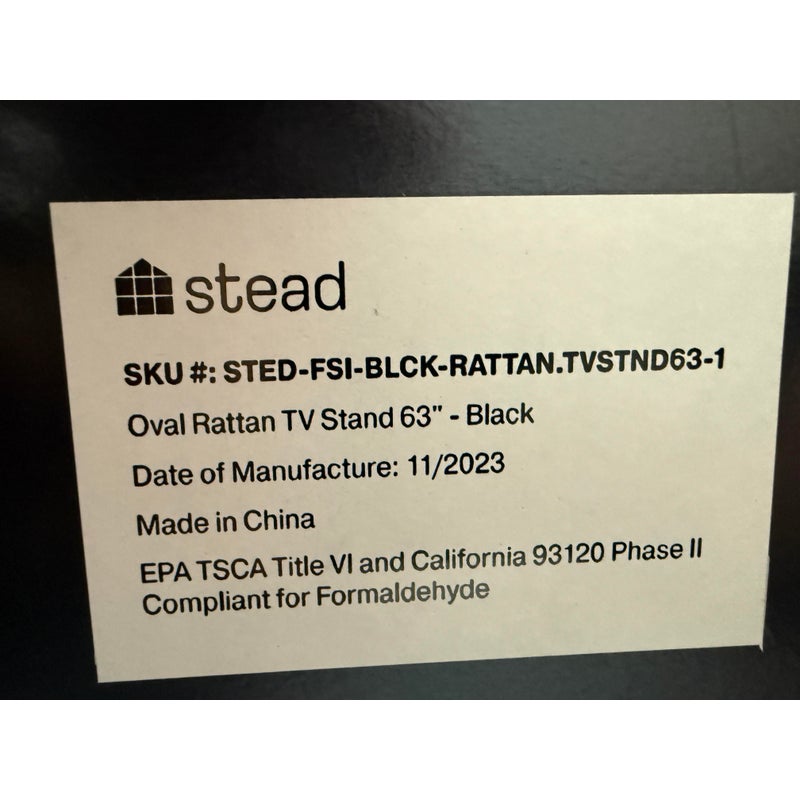 stead
SKU #: STED-FSI-BLCK-RATTAN.TVSTND63-1
Oval Rattan TV Stand 63" - Black
Date of Manufacture: 11/2023
Made in China
EPA TSCA Title VI and California 93120 Phase II
Compliant for Formaldehyde